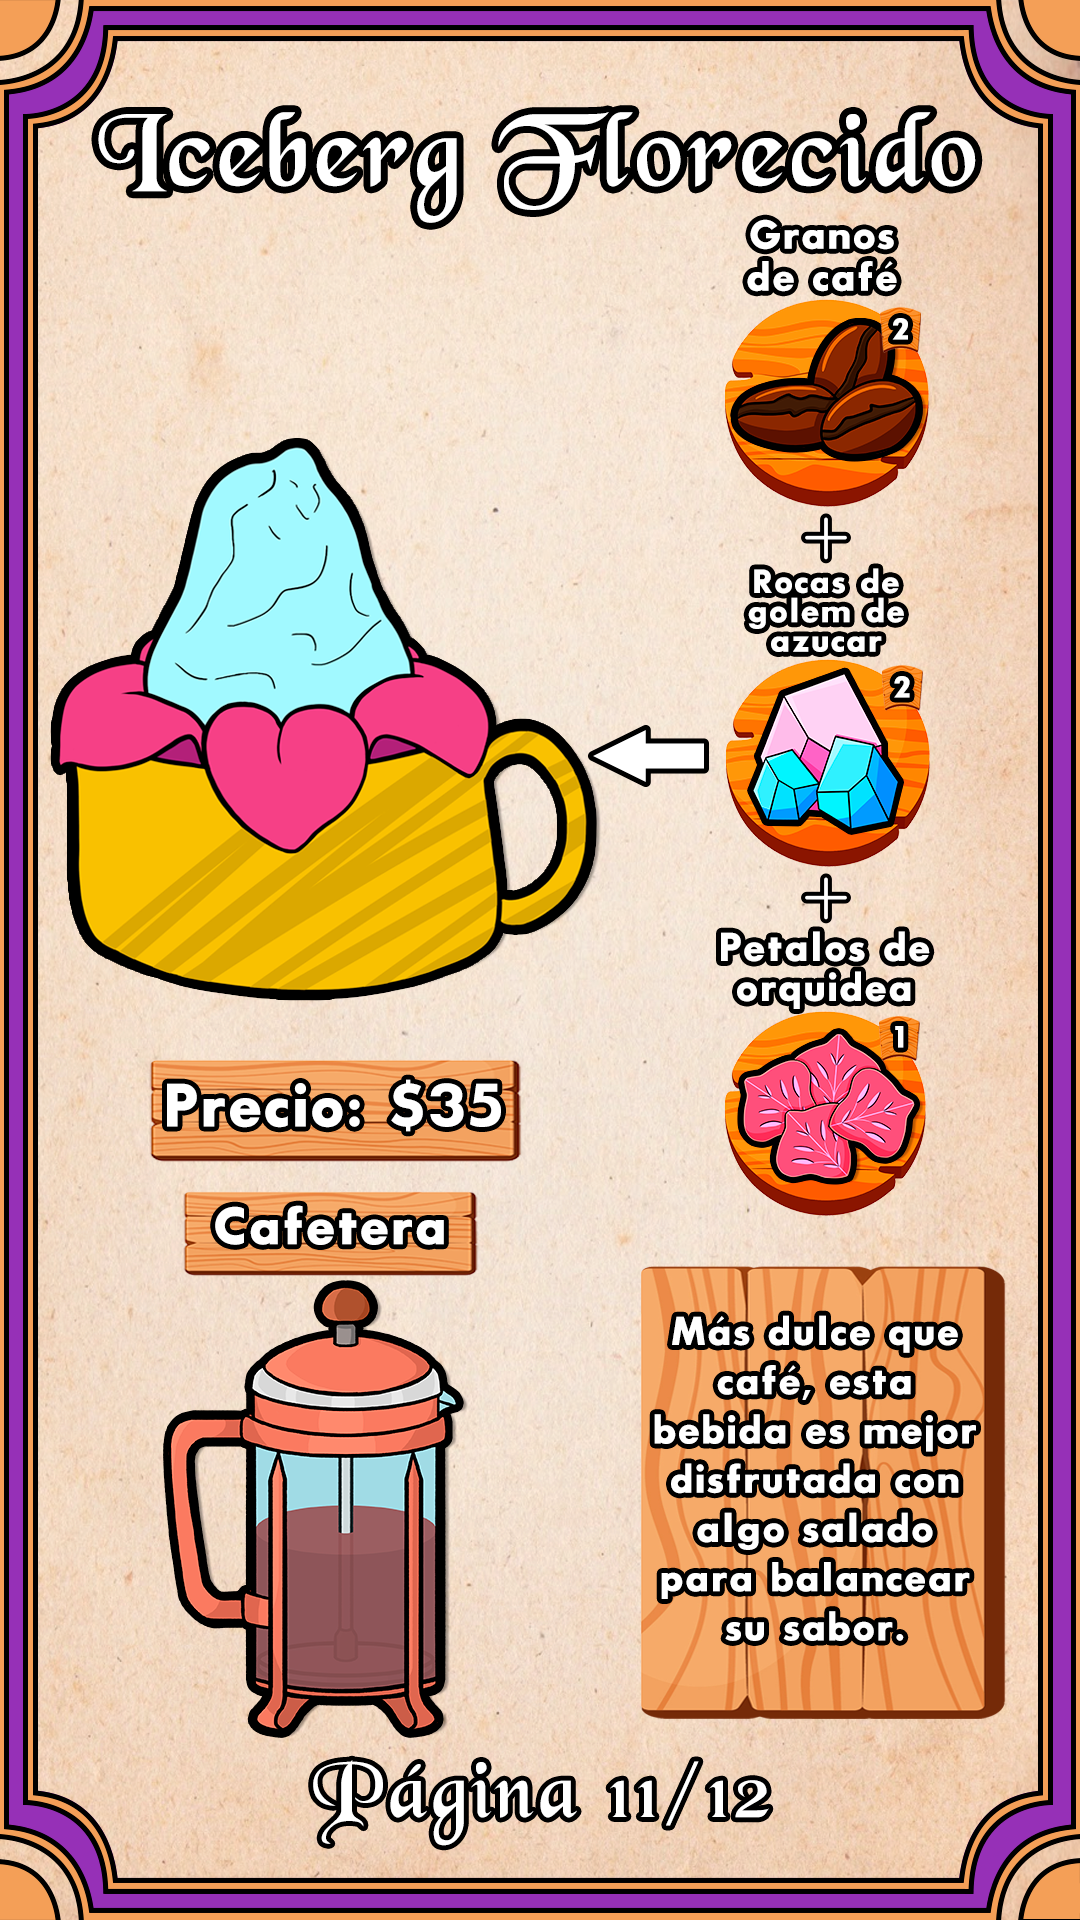 Iceberg Florecido
Granos
de café
2
+
Rocas de
golem de
azucar
2
+
Petalos de
orquidea
1
Precio: $35
Cafetera
Más dulce que
café, esta
bebida es mejor
disfrutada con
algo salado
para balancear
su sabor.
Página 11/12